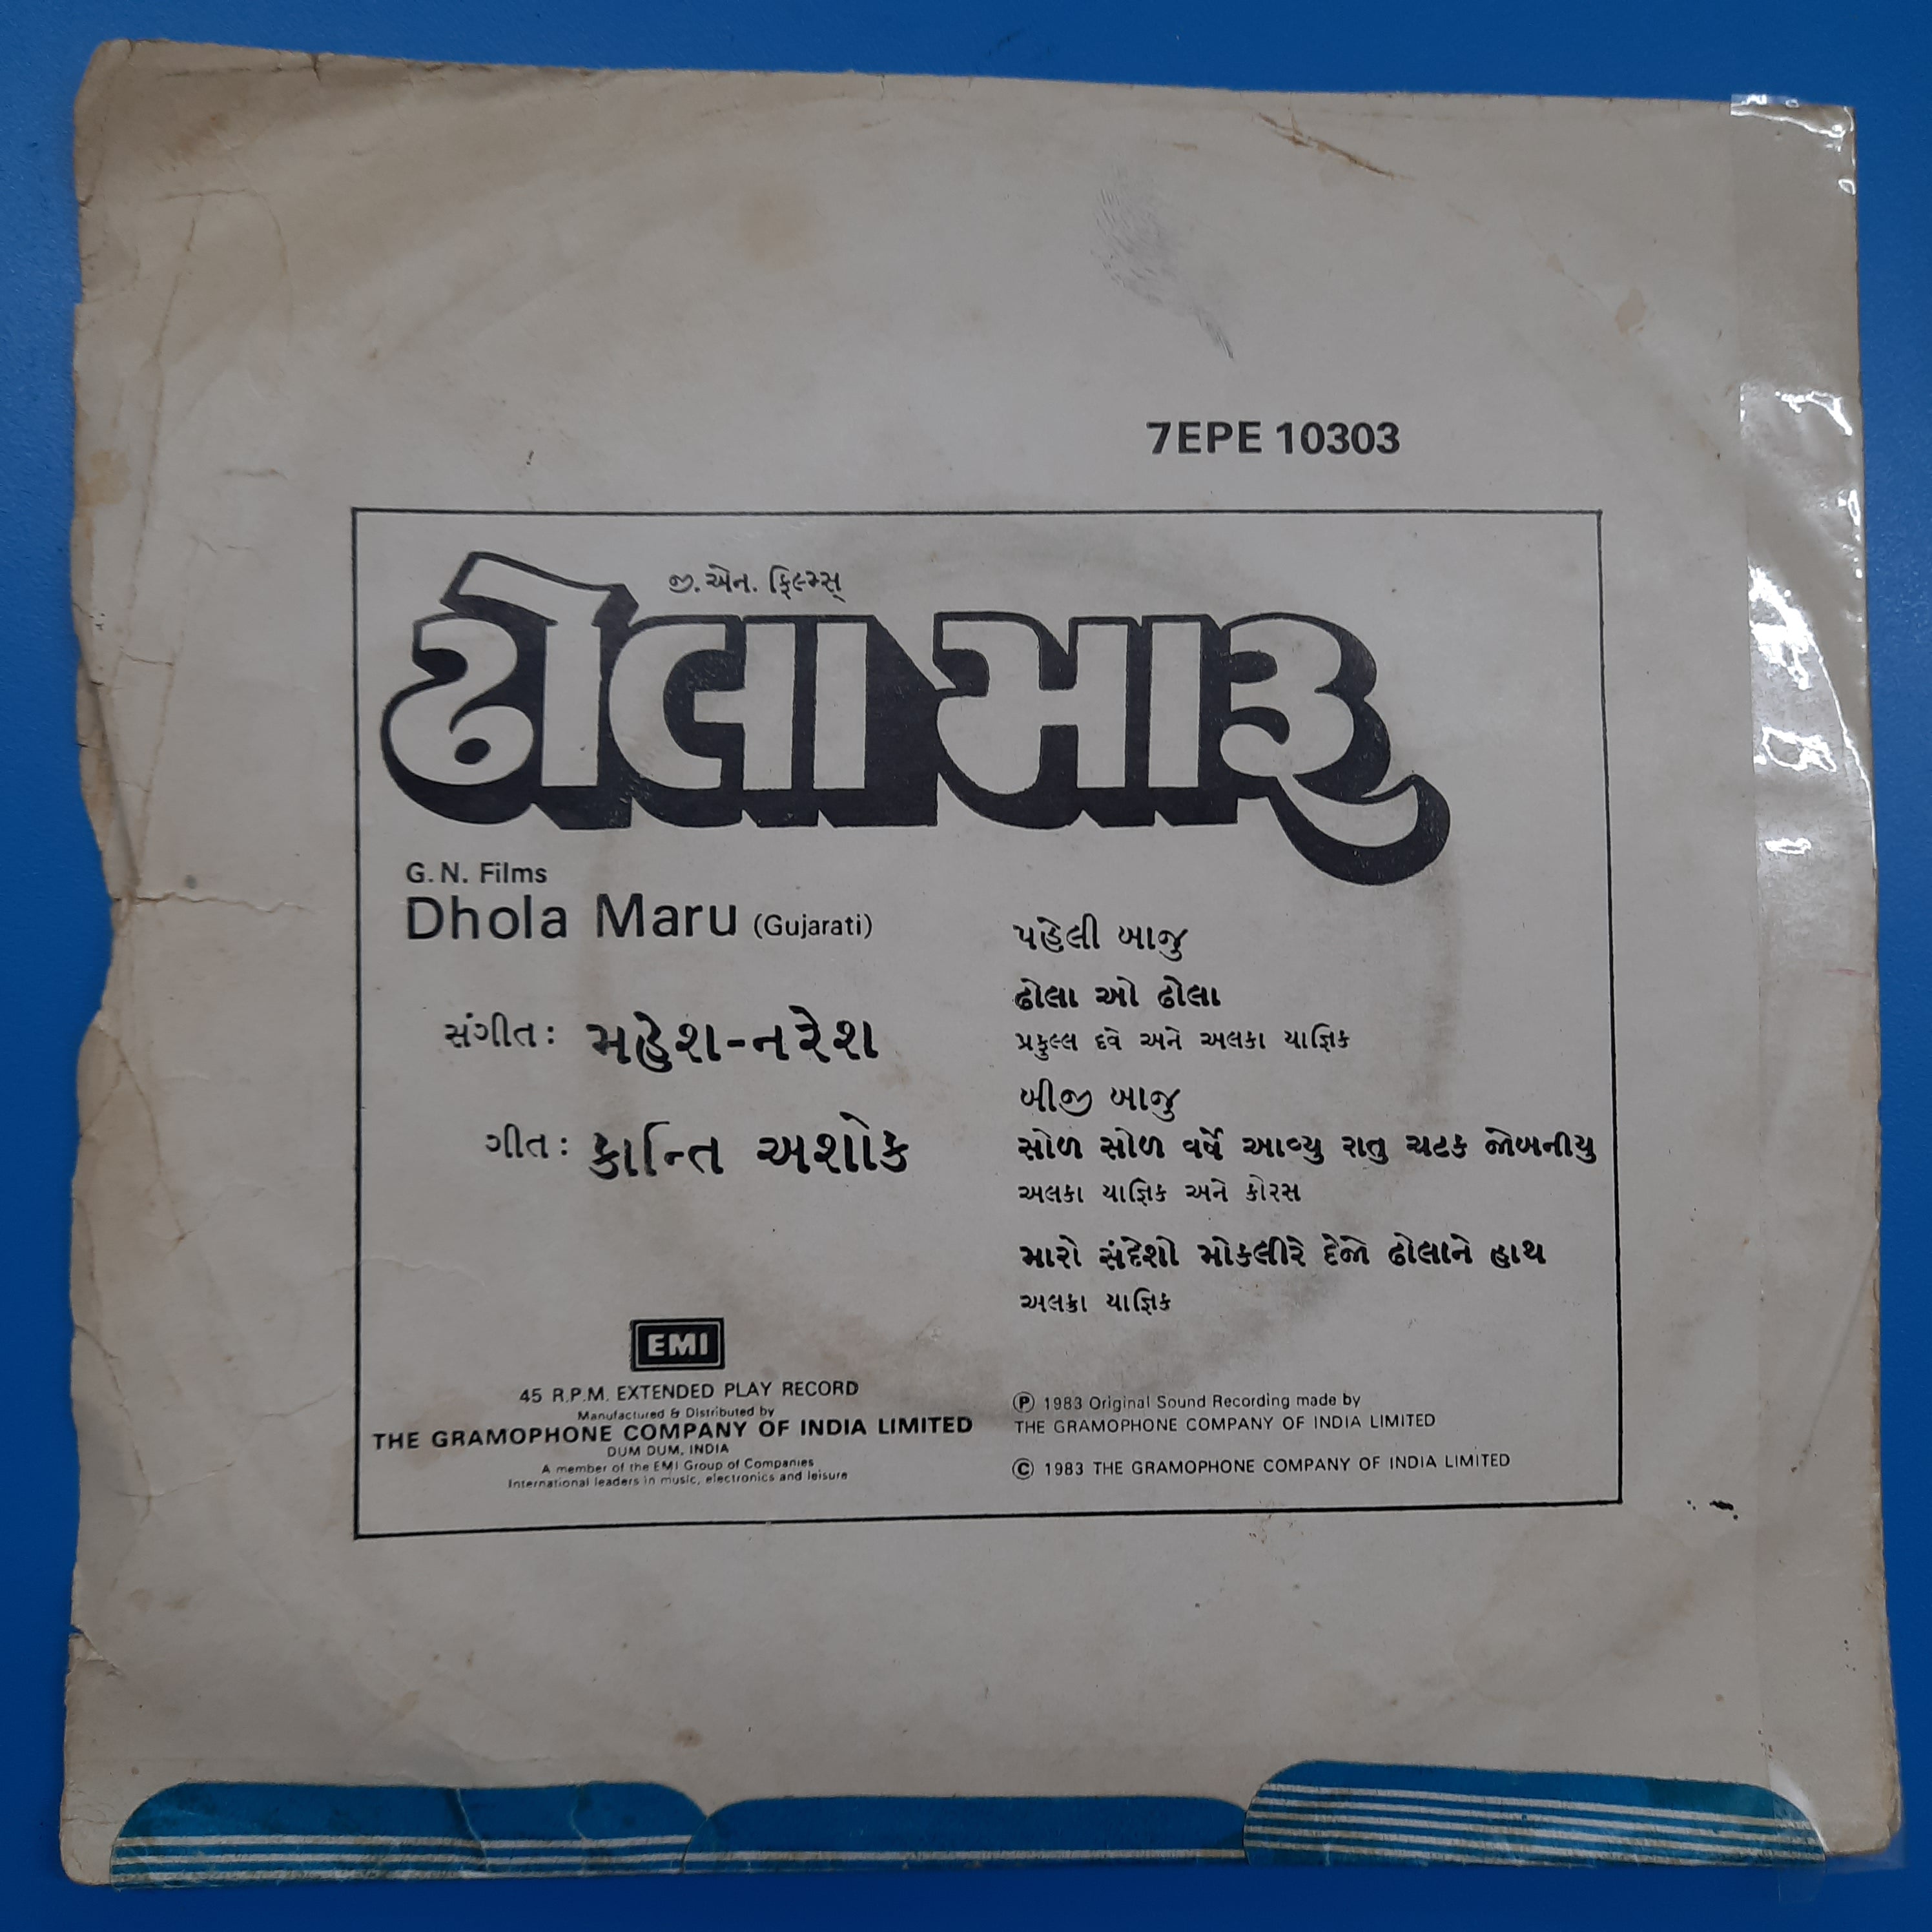 7EPE 10303
જી. એન. ફિલ્મ્સ્
ઢોલા મારૂ
G. N. Films
Dhola Maru (Gujarati)
સંગીત: મહેશ-નરેશ
ગીત: કાન્તિ અશોક
પહેલી બાજુ
ઢોલા ઓ ઢોલા
પ્રફુલ્લ દવે અને અલકા યાજ્ઞિક
બીજી બાજુ
સોળ સોળ વર્ષે આવ્યુ રાતુ ચટક જોબનીયુ
અલકા યાજ્ઞિક અને કોરસ
મારો સંદેશો મોકલીરે દેજો ઢોલાને હાથ
અલકા યાજ્ઞિક
EMI
45 R.P.M. EXTENDED PLAY RECORD
Manufactured & Distributed by
THE GRAMOPHONE COMPANY OF INDIA LIMITED
DUM DUM, INDIA
A member of the EMI Group of Companies
International leaders in music, electronics and leisure
Ⓟ 1983 Original Sound Recording made by
THE GRAMOPHONE COMPANY OF INDIA LIMITED
© 1983 THE GRAMOPHONE COMPANY OF INDIA LIMITED